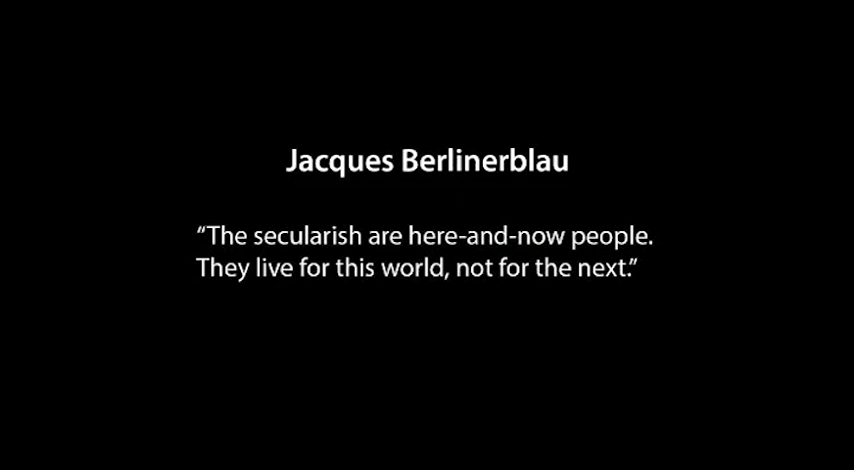 Jacques Berlinerblau
“The secularish are here-and-now people.
They live for this world, not for the next.”